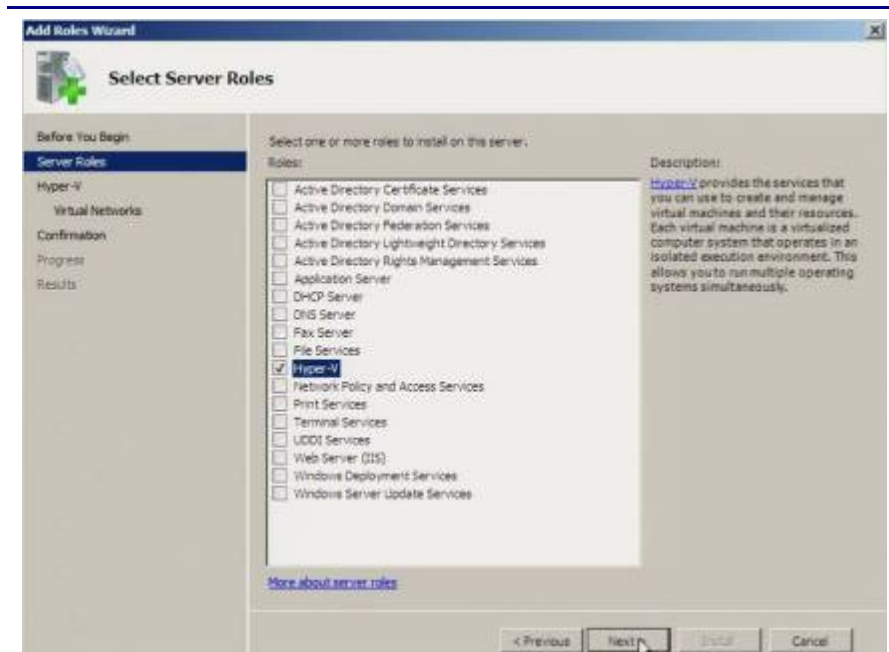 Add Roles Wizard
Select Server Roles
Before You Begin
Server Roles
Hyper-V
Virtual Networks
Confirmation
Progress
Results
Select one or more roles to install on this server.
Roles:
Active Directory Certificate Services
Active Directory Domain Services
Active Directory Federation Services
Active Directory Lightweight Directory Services
Active Directory Rights Management Services
Application Server
DHCP Server
DNS Server
Fax Server
File Services
Hyper-V
Network Policy and Access Services
Print Services
Terminal Services
UDDI Services
Web Server (IIS)
Windows Deployment Services
Windows Server Update Services
More about server roles
Description:
Hyper-V provides the services that
you can use to create and manage
virtual machines and their resources.
Each virtual machine is a virtualized
computer system that operates in an
isolated execution environment. This
allows you to run multiple operating
systems simultaneously.
< Previous
Next >
Install
Cancel